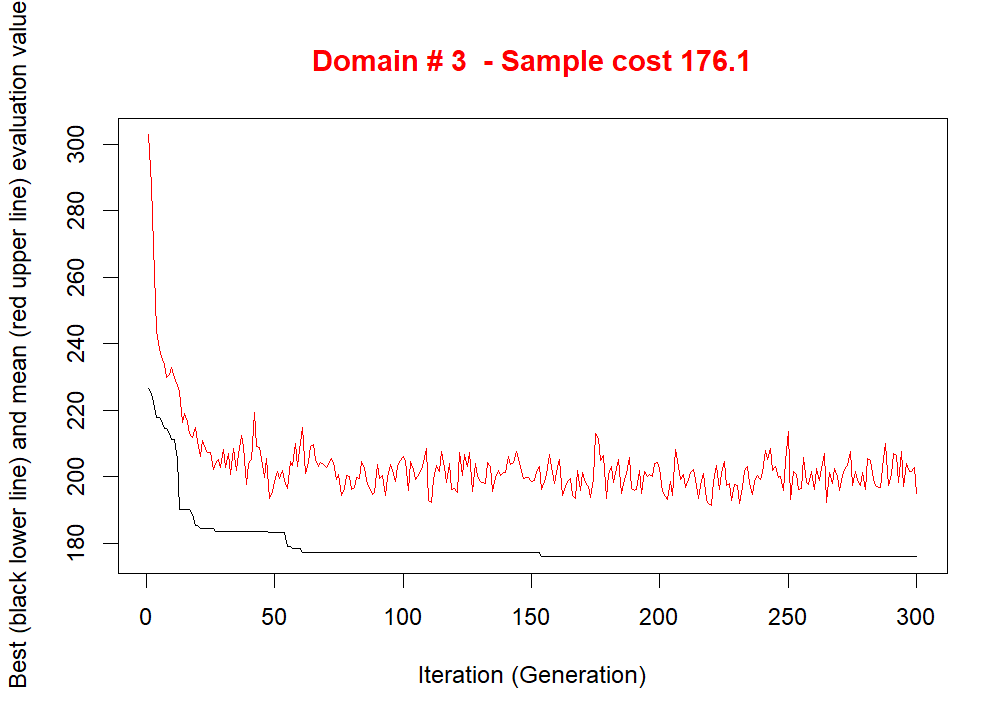 Domain # 3  - Sample cost 176.1
Best (black lower line) and mean (red upper line) evaluation value
300
280
260
240
220
200
180
0 50 100 150 200 250 300
Iteration (Generation)